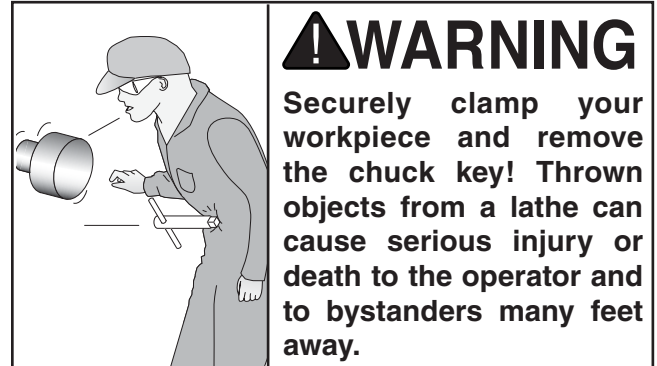 WARNING
Securely clamp your
workpiece and remove
the chuck key! Thrown
objects from a lathe can
cause serious injury or
death to the operator and
to bystanders many feet
away.